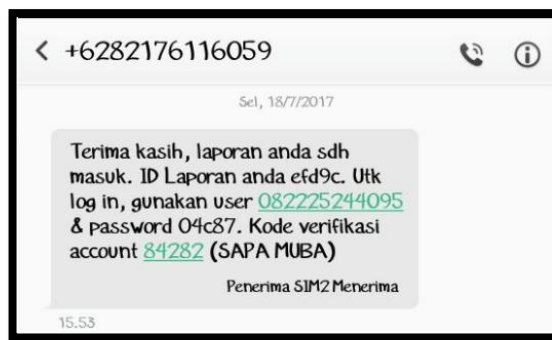 +6282176116059
Sel, 18/7/2017
Terima kasih, laporan anda sdh
masuk. ID Laporan anda efd9c. Utk
log in, gunakan user 082225244095
& password 04c87. Kode verifikasi
account 84282 (SAPA MUBA)
Penerima SIM2 Menerima
15.53